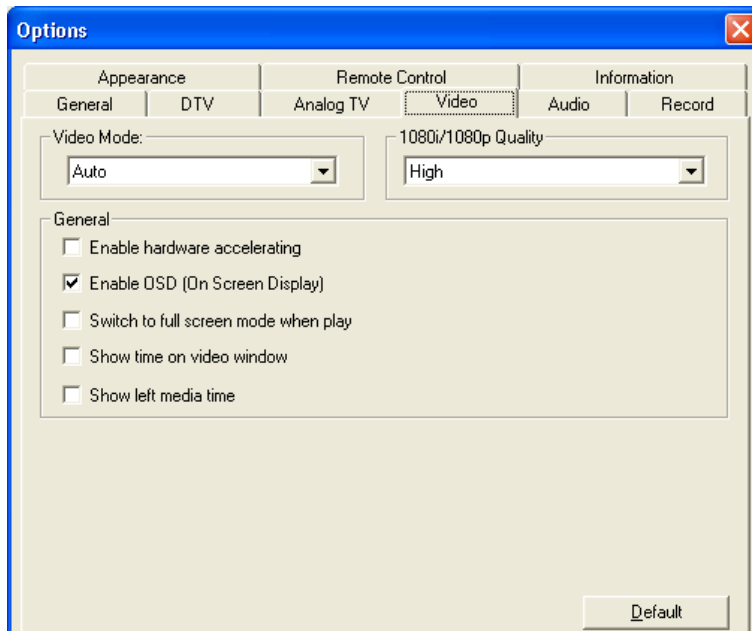 Options
Appearance Remote Control Information
General DTV Analog TV Video Audio Record
Video Mode: 1080i/1080p Quality
Auto High
General
Enable hardware accelerating
Enable OSD (On Screen Display)
Switch to full screen mode when play
Show time on video window
Show left media time
Default